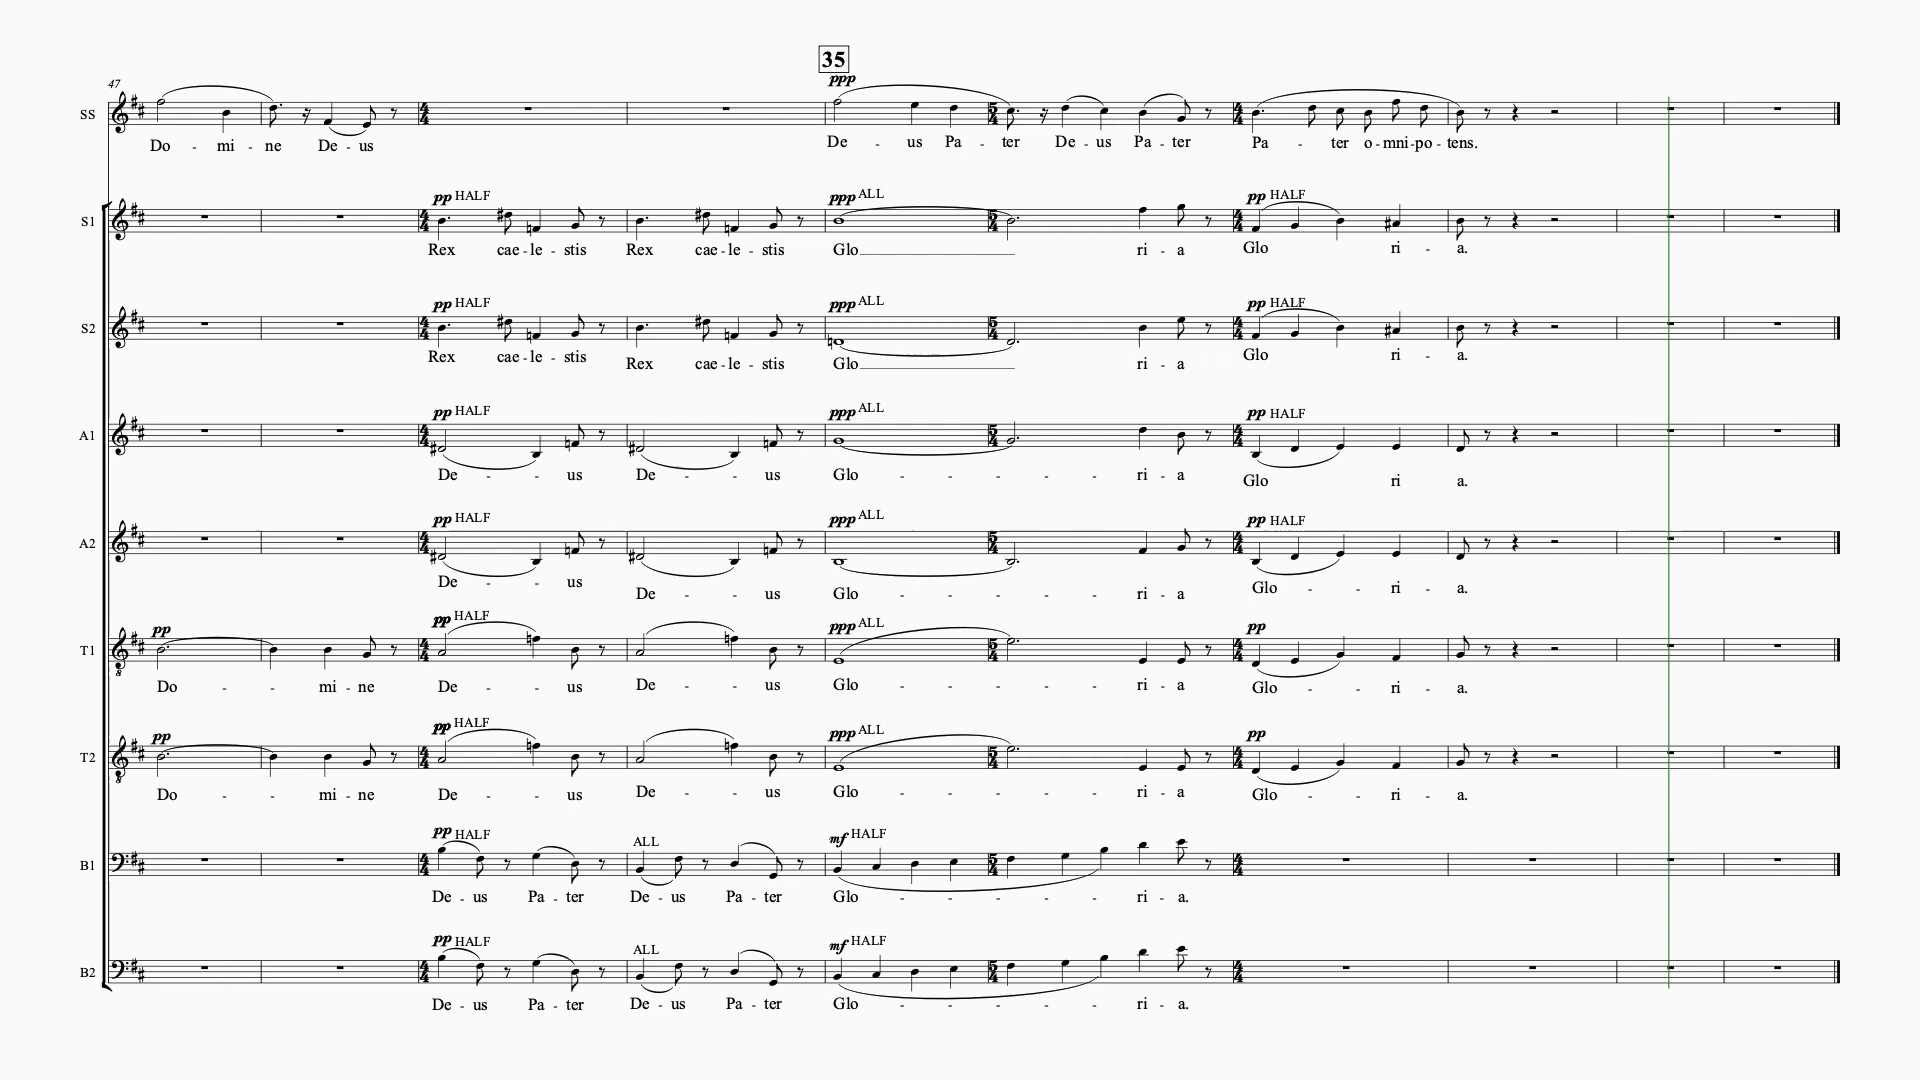 35
47
ppp
SS
Do - mi - ne De - us De - us Pa - ter De - us Pa - ter Pa - ter o - mni - po - tens.
pp HALF ppp ALL pp HALF
S1
Rex cae - le - stis Rex cae - le - stis Glo ri - a Glo ri - a.
pp HALF ppp ALL pp HALF
S2
Rex cae - le - stis Rex cae - le - stis Glo ri - a Glo ri - a.
pp HALF ppp ALL pp HALF
A1
De - - us De - - us Glo - - - - ri - a Glo ri a.
pp HALF ppp ALL pp HALF
A2
De - - us De - - us Glo - - - - ri - a Glo - - ri - a.
pp pp HALF ppp ALL pp
T1
Do - - mi - ne De - - us De - - us Glo - - - - ri - a Glo - - ri - a.
pp pp HALF ppp ALL pp
T2
Do - - mi - ne De - - us De - - us Glo - - - - ri - a Glo - - ri - a.
pp HALF ALL mf HALF
B1
De - us Pa - ter De - us Pa - ter Glo - - - - - ri - a.
pp HALF ALL mf HALF
B2
De - us Pa - ter De - us Pa - ter Glo - - - - - ri - a.